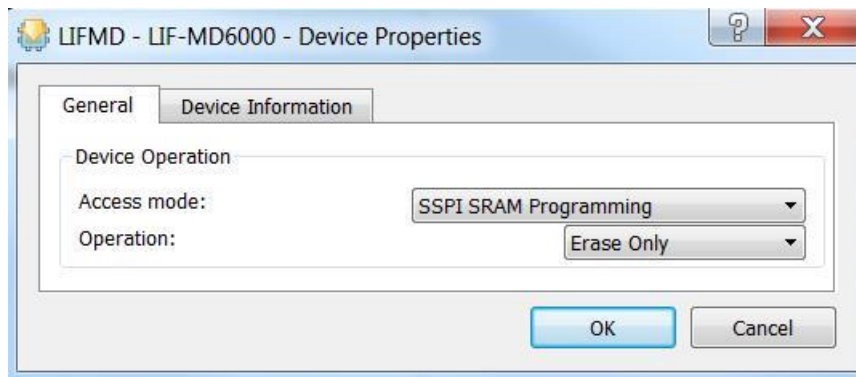 LIFMD - LIF-MD6000 - Device Properties
General Device Information
Device Operation
Access mode: SSPI SRAM Programming
Operation: Erase Only
OK Cancel